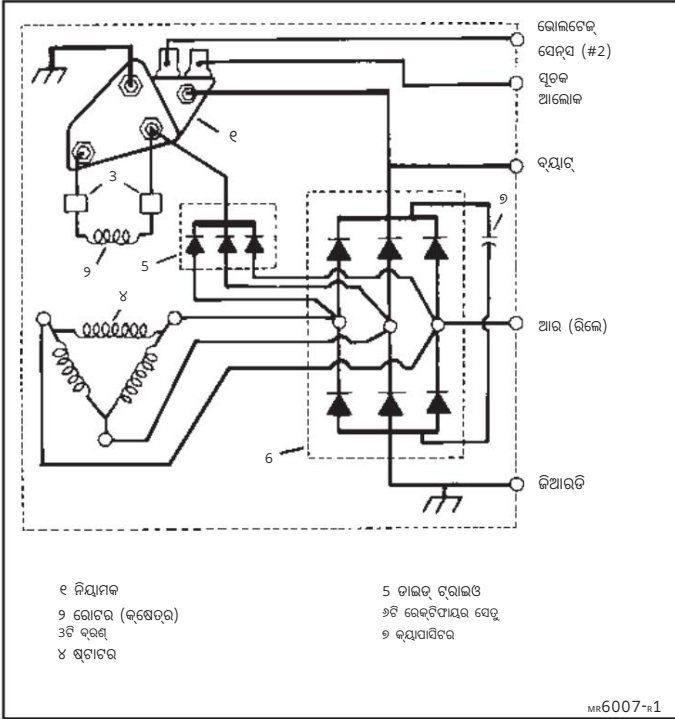 ଭୋଲଟେଜ୍
ସେନ୍ସ (#2)
ସୂଚକ
ଆଲୋକ
୧
ବ୍ୟାଟ୍
3
୭
୨
5
୪
ଆର (ରିଲେ)
6
ଜିଆରଡି
୧ ନିୟାମକ
୨ ରୋଟର (କ୍ଷେତ୍ର)
3ଟି ବ୍ରଶ୍
୪ ଷ୍ଟାଟର
5 ଡାଇଡ୍ ଟ୍ରାଇଓ
୬ଟି ରେକ୍ଟିଫାୟର ସେତୁ
୭ କ୍ୟାପାସିଟର
MR6007-R1